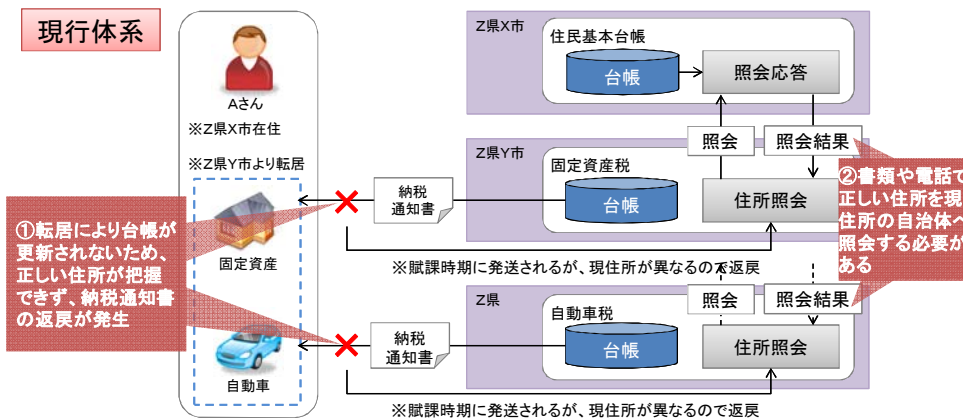 現行体系
Aさん
※Z県X市在住
※Z県Y市より転居
固定資産
自動車
①転居により台帳が
更新されないため、
正しい住所が把握
できず、納税通知書
の返戻が発生
Z県X市
住民基本台帳
台帳
照会応答
照会
照会結果
Z県Y市
固定資産税
台帳
住所照会
納税
通知書
※賦課時期に発送されるが、現住所が異なるので返戻
②書類や電話で
正しい住所を現
住所の自治体へ
照会する必要が
ある
Z県
自動車税
台帳
照会
照会結果
住所照会
納税
通知書
※賦課時期に発送されるが、現住所が異なるので返戻